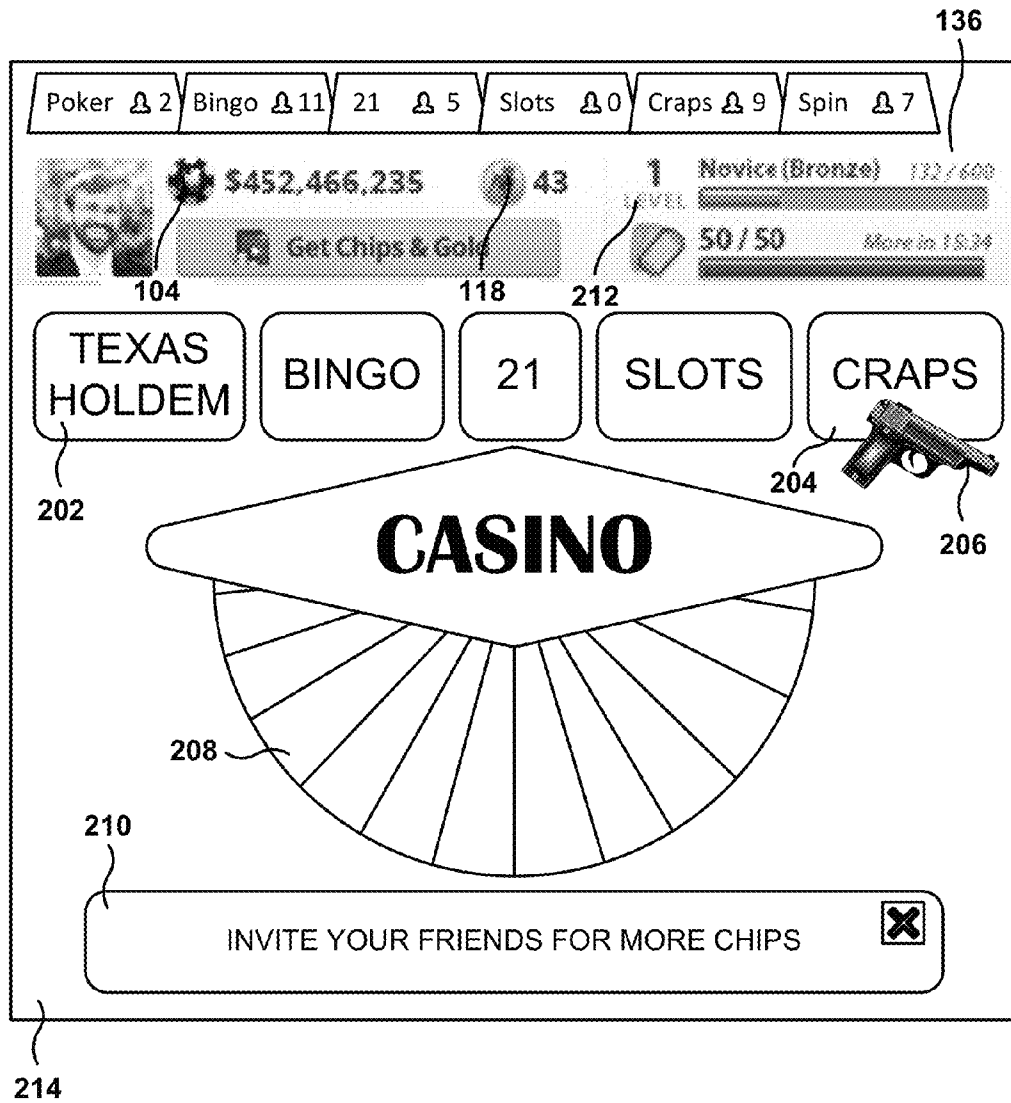 136
Poker 2 Bingo 11 21 5 Slots 0 Craps 9 Spin 7
$452,466,235 43 1 Novice (Bronze) 132 / 600
LEVEL
Get Chips & Gold 50 / 50 More in 15:34
104 118 212
TEXAS
HOLDEM
BINGO 21 SLOTS CRAPS
202 204 206
CASINO
208
210
INVITE YOUR FRIENDS FOR MORE CHIPS
214